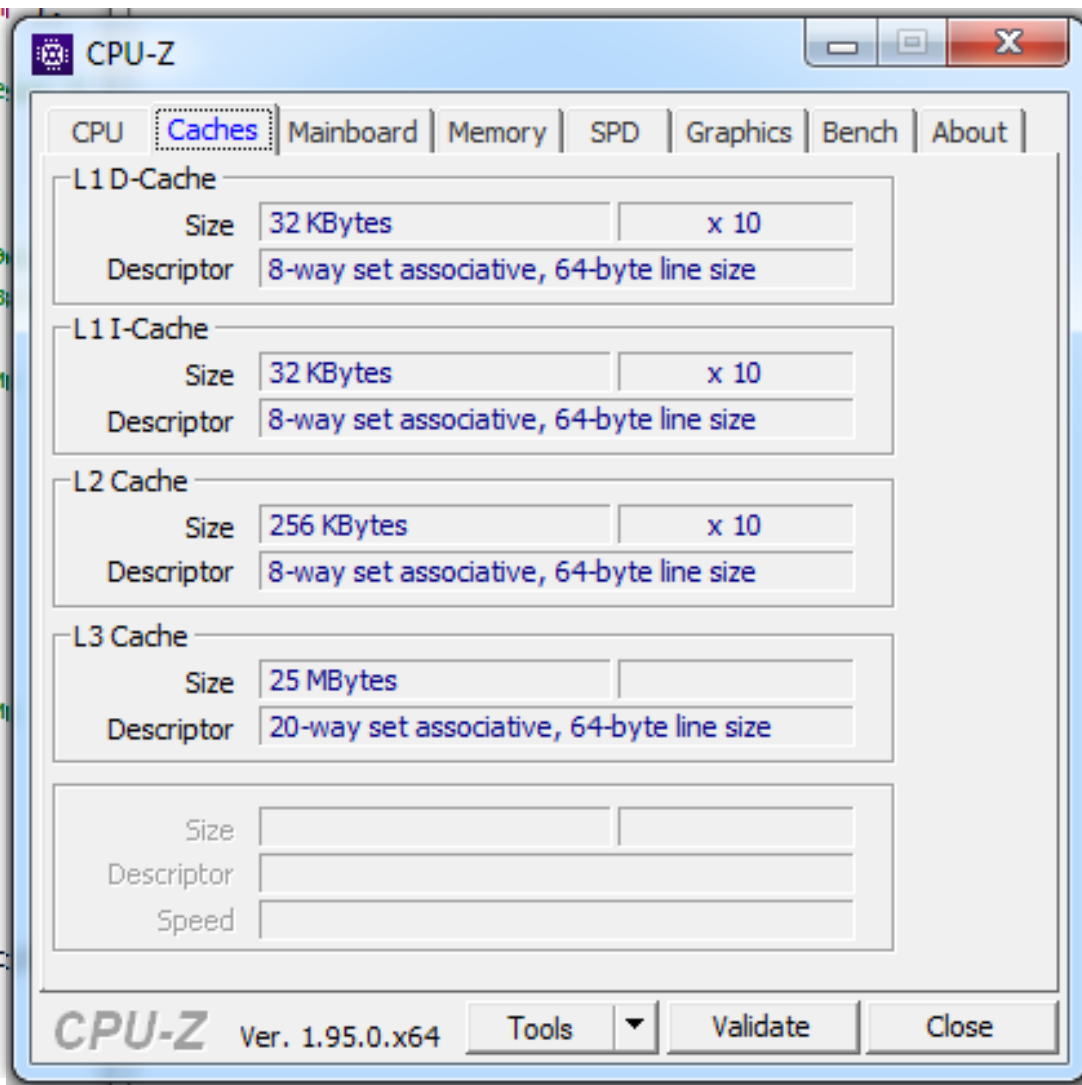 CPU-Z
CPU Caches Mainboard Memory SPD Graphics Bench About
L1 D-Cache
Size 32 KBytes x 10
Descriptor 8-way set associative, 64-byte line size
L1 I-Cache
Size 32 KBytes x 10
Descriptor 8-way set associative, 64-byte line size
L2 Cache
Size 256 KBytes x 10
Descriptor 8-way set associative, 64-byte line size
L3 Cache
Size 25 MBytes
Descriptor 20-way set associative, 64-byte line size
Size
Descriptor
Speed
CPU-Z Ver. 1.95.0.x64 Tools Validate Close